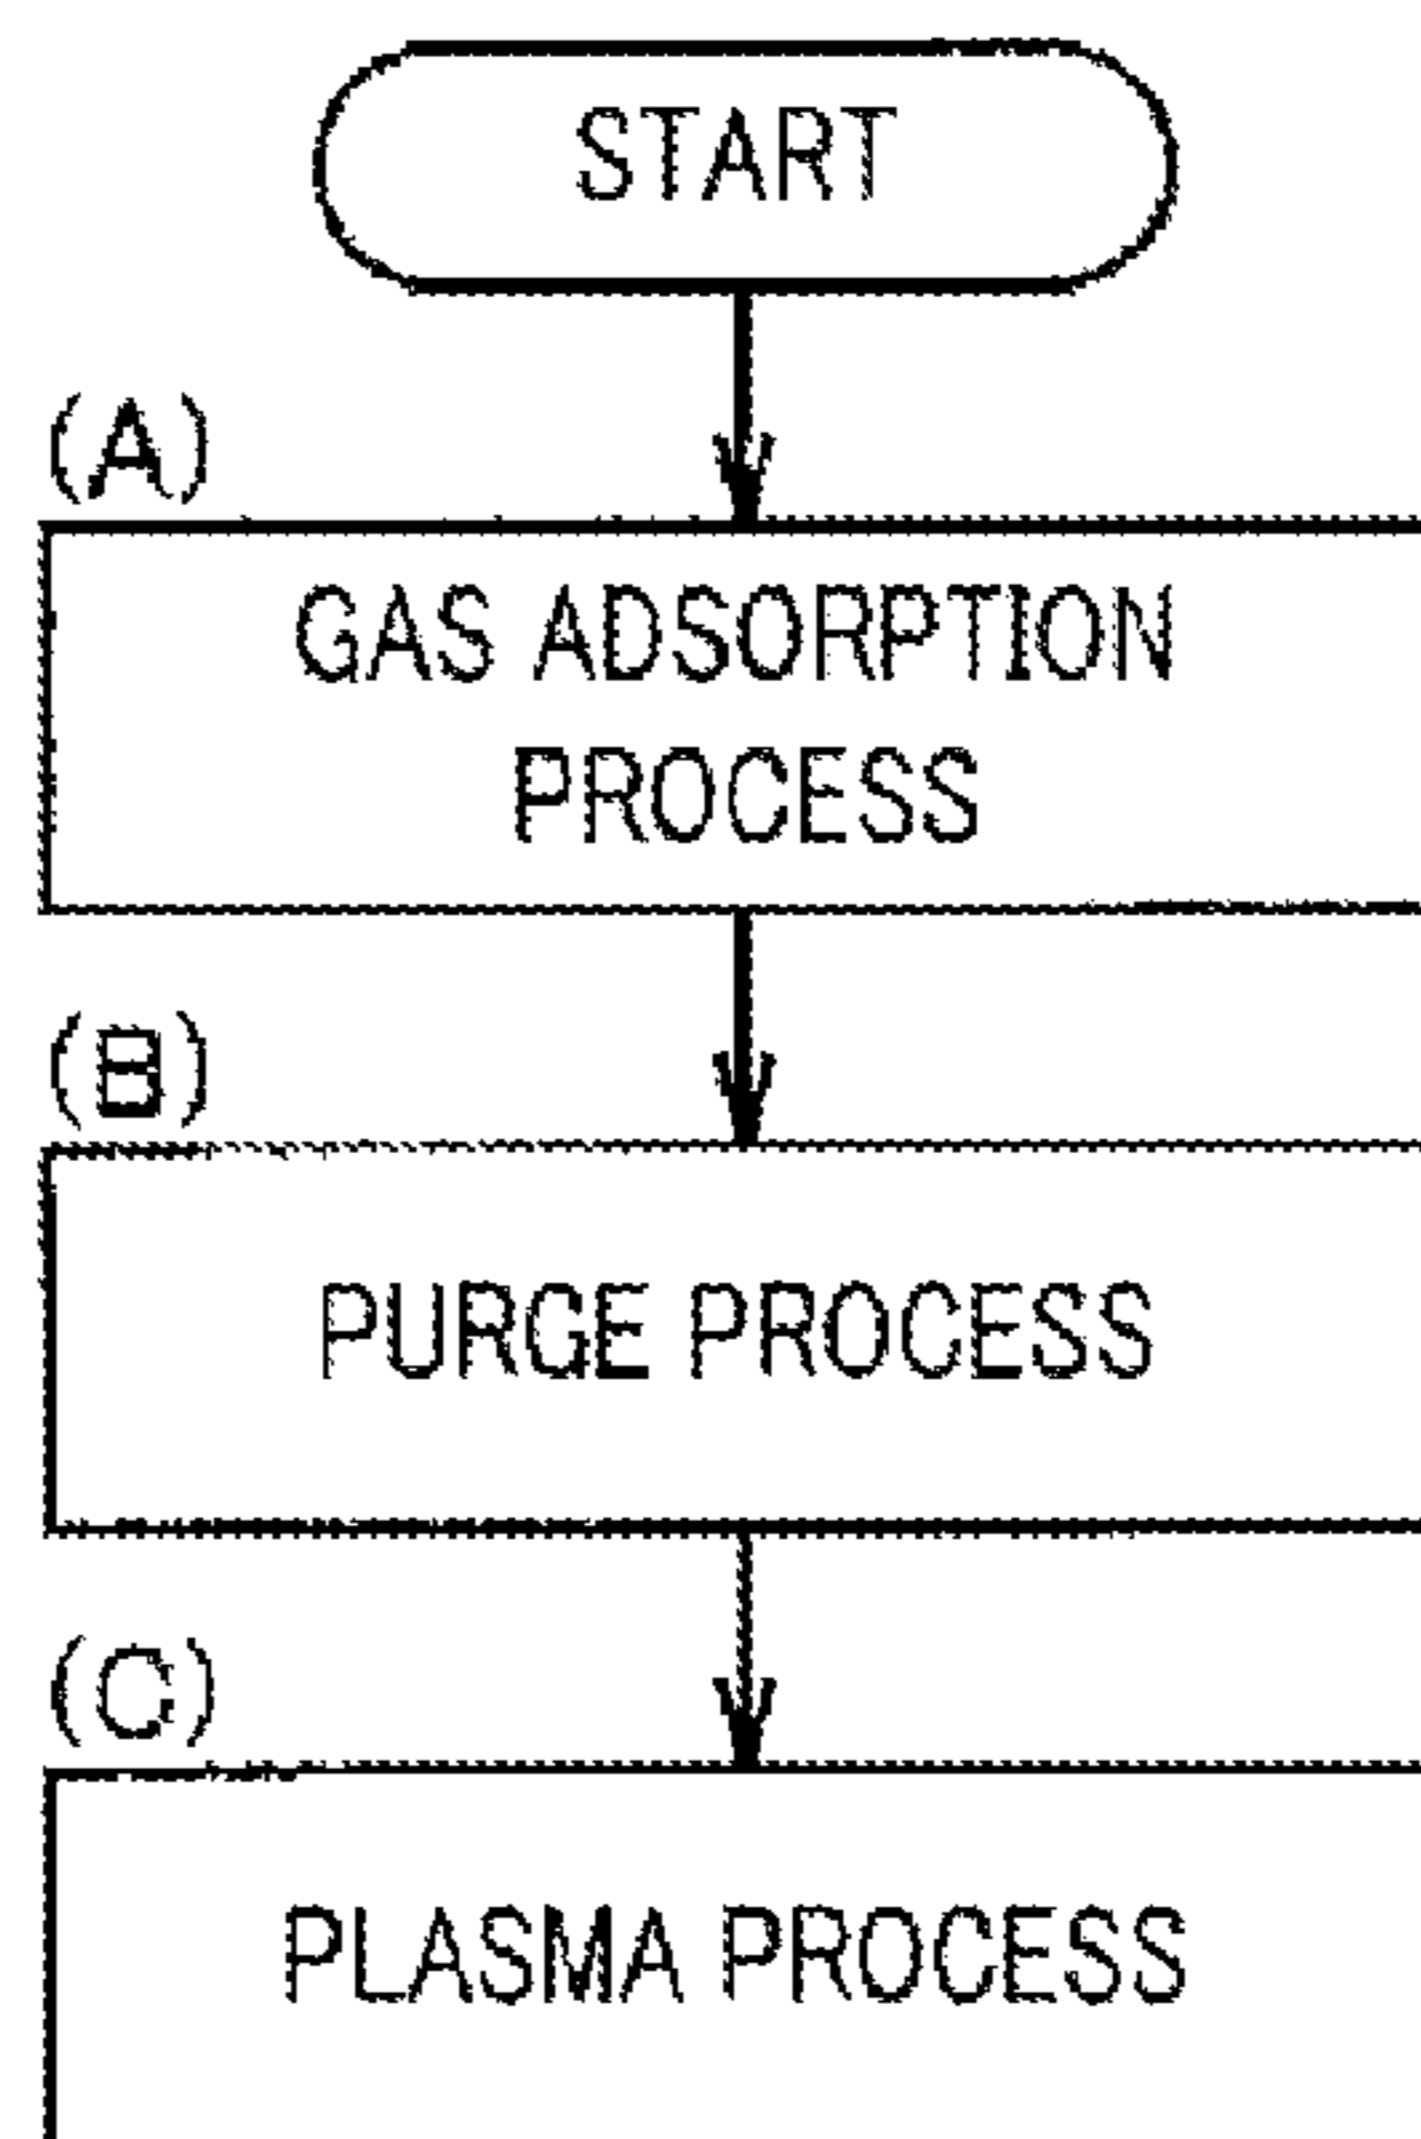 START
(A)
GAS ADSORPTION
PROCESS
(B)
PURGE PROCESS
(C)
PLASMA PROCESS